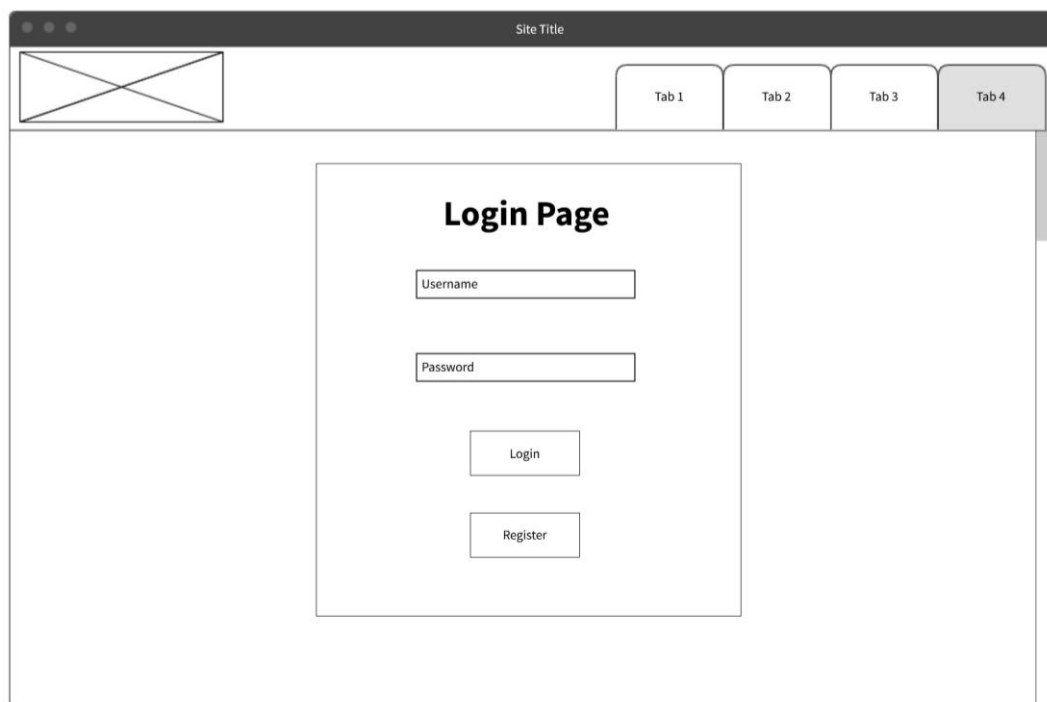 Site Title
Tab 1 Tab 2 Tab 3 Tab 4
Login Page
Username
Password
Login
Register